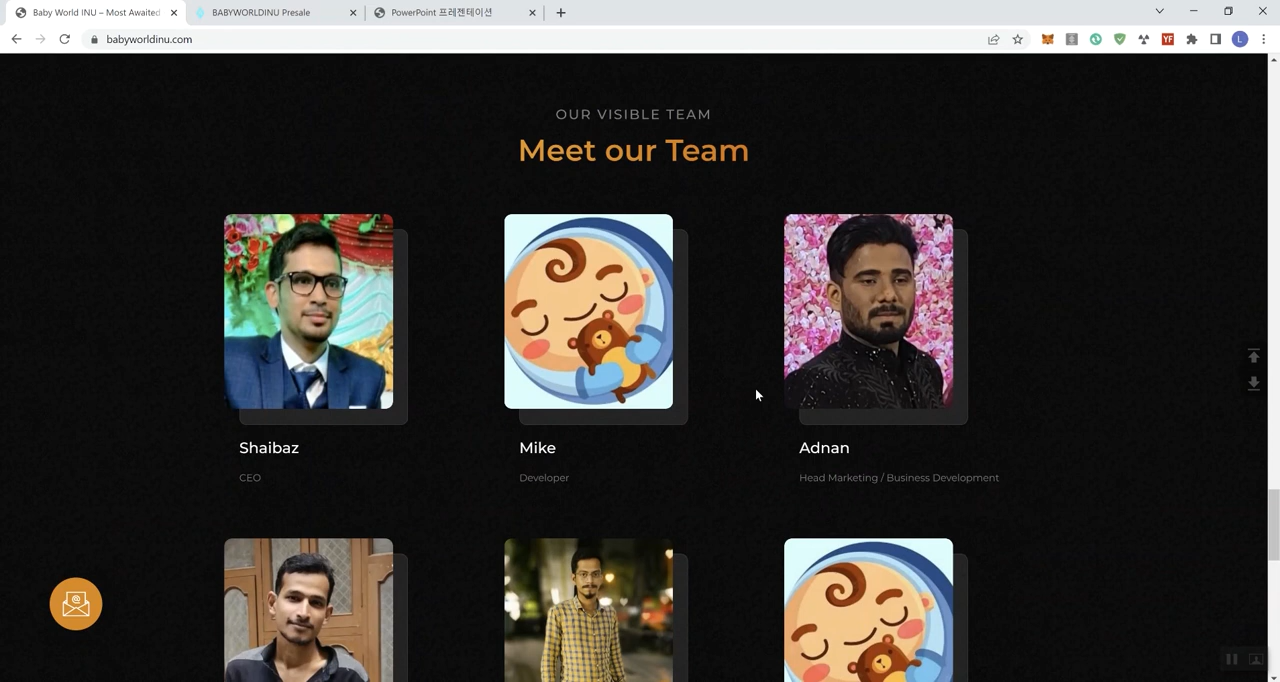 Baby World INU – Most Awaited
BABYWORLDINU Presale
PowerPoint 프레젠테이션
babyworldinu.com
YF
L
OUR VISIBLE TEAM
Meet our Team
Shaibaz
Mike
Adnan
CEO
Developer
Head Marketing / Business Development